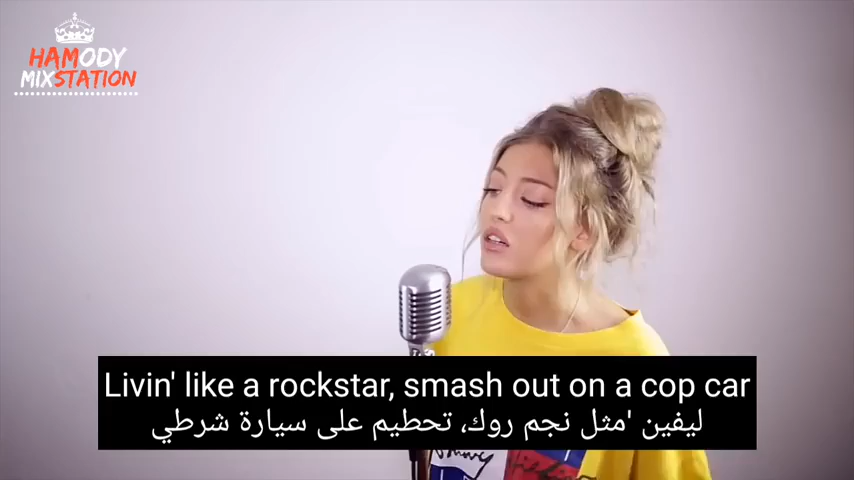 HAMODY
MIXSTATION
Livin' like a rockstar, smash out on a cop car
ليفين 'مثل نجم روك، تحطيم على سيارة شرطي